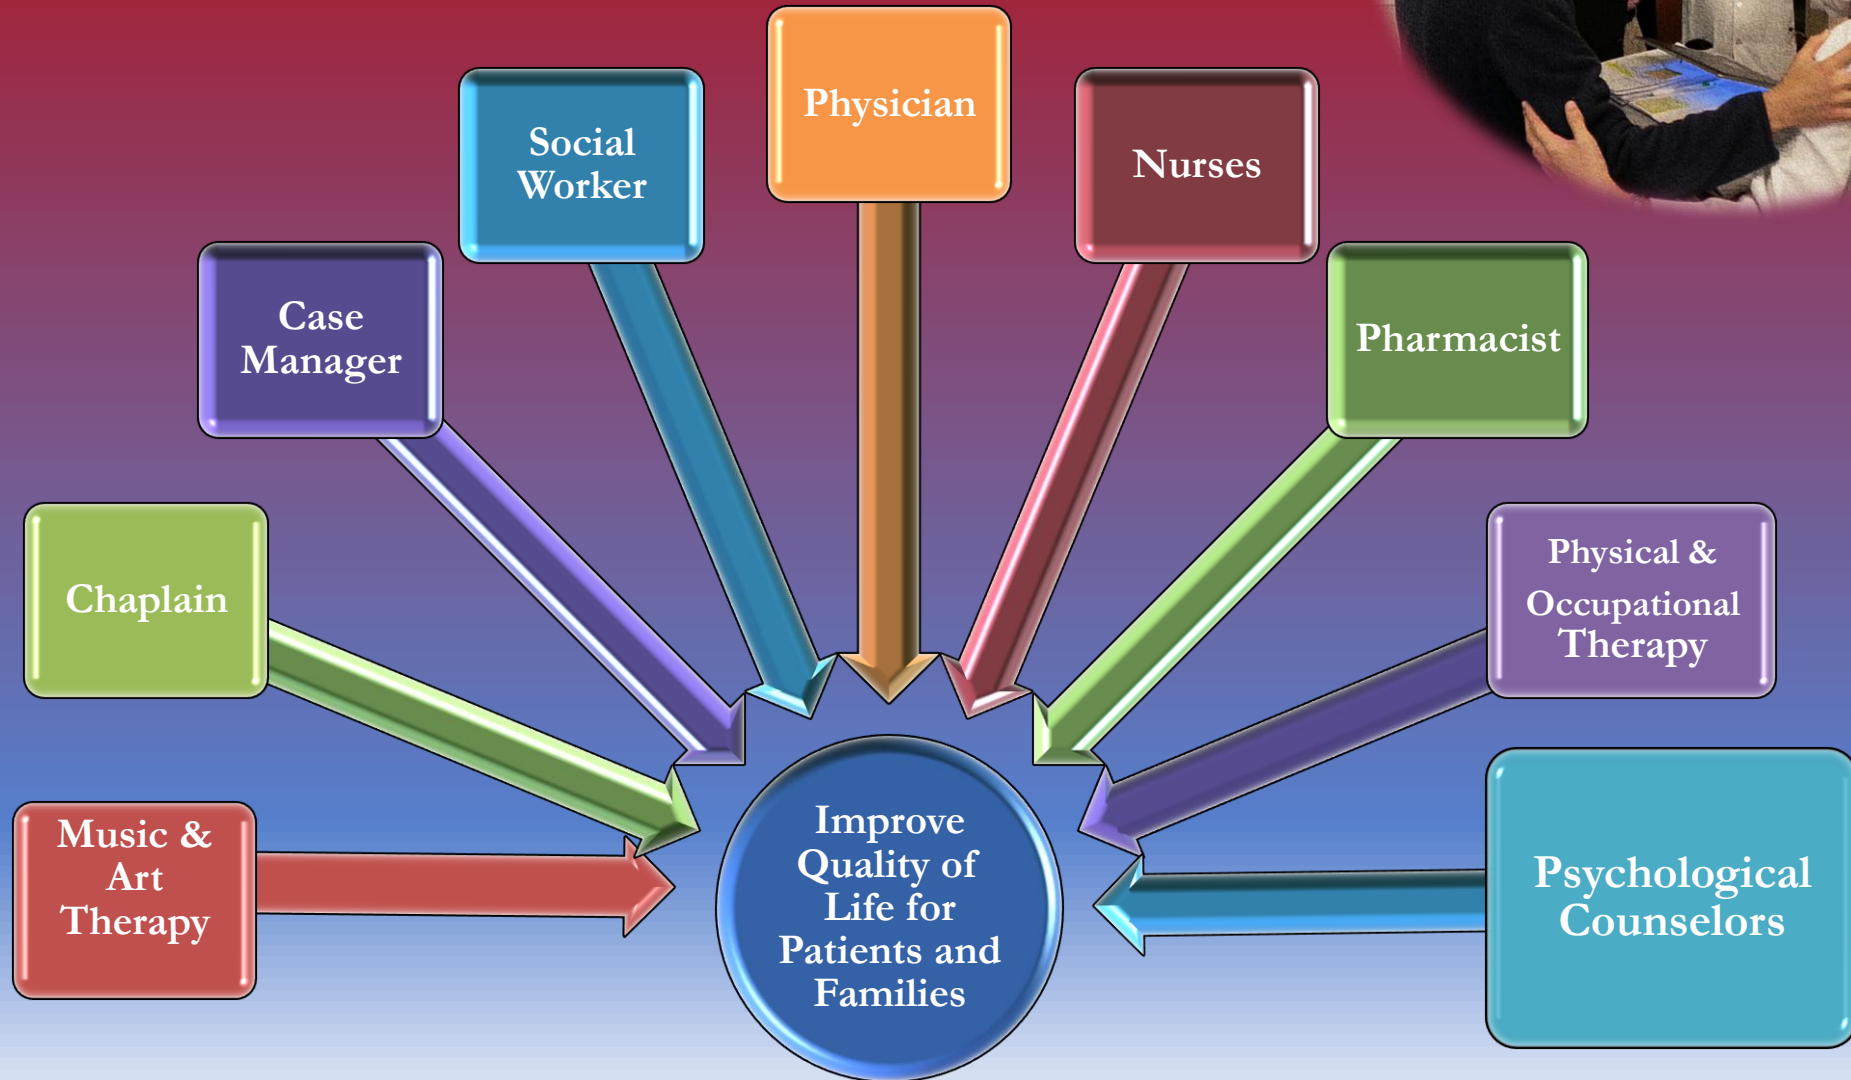 Physician
Social
Worker
Nurses
Case
Manager
Pharmacist
Chaplain
Physical &
Occupational
Therapy
Music &
Art
Therapy
Psychological
Counselors
Improve
Quality of
Life for
Patients and
Families